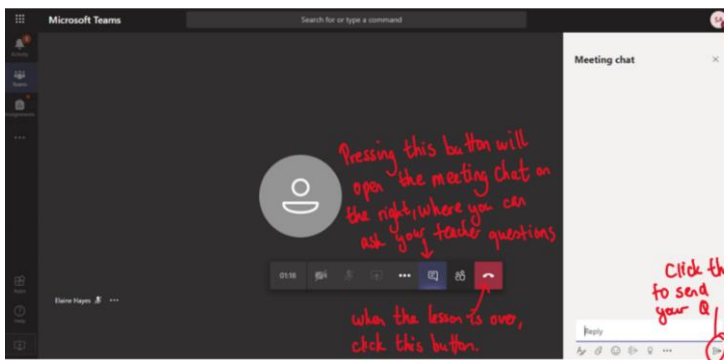 Microsoft Teams
Search for or type a command
SA
Activity
Teams
Assignments
Meeting chat
Pressing this button will
open the meeting chat on
the right, where you can
ask your teacher questions
01:18
Elaine Hayes
Apps
Help
when the lesson is over,
click this button.
Click th
to send
your Q
Reply